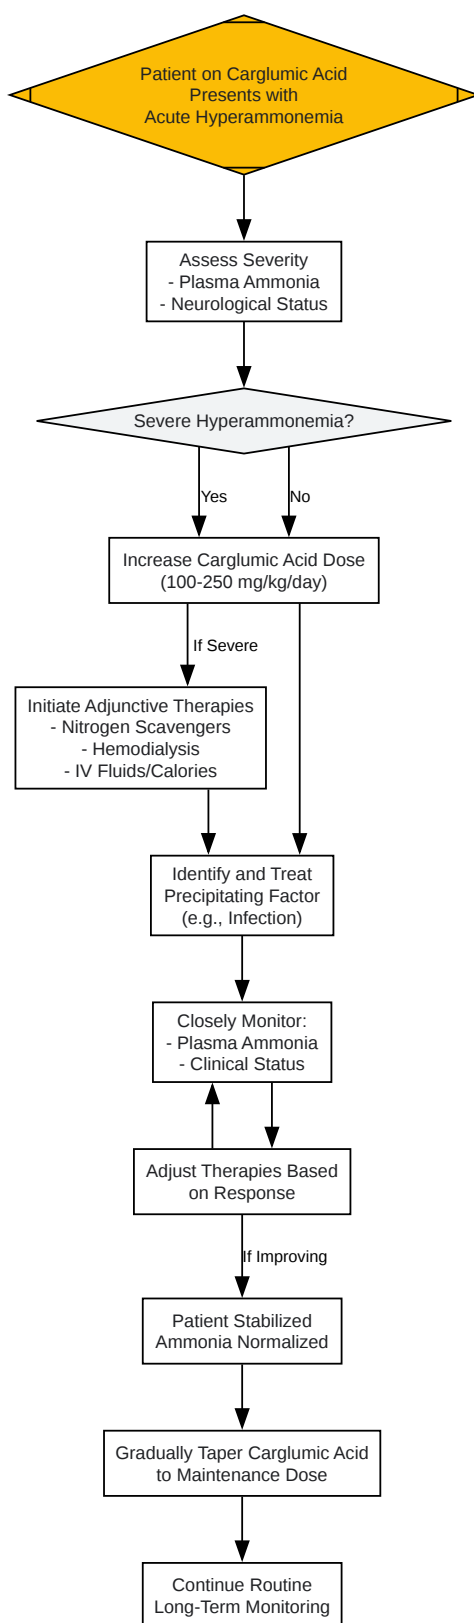 Patient on Carglumic Acid
Presents with
Acute Hyperammonemia
Assess Severity
- Plasma Ammonia
- Neurological Status
Severe Hyperammonemia?
Yes
No
Increase Carglumic Acid Dose
(100-250 mg/kg/day)
If Severe
Initiate Adjunctive Therapies
- Nitrogen Scavengers
- Hemodialysis
- IV Fluids/Calories
Identify and Treat
Precipitating Factor
(e.g., Infection)
Closely Monitor:
- Plasma Ammonia
- Clinical Status
Adjust Therapies Based
on Response
If Improving
Patient Stabilized
Ammonia Normalized
Gradually Taper Carglumic Acid
to Maintenance Dose
Continue Routine
Long-Term Monitoring